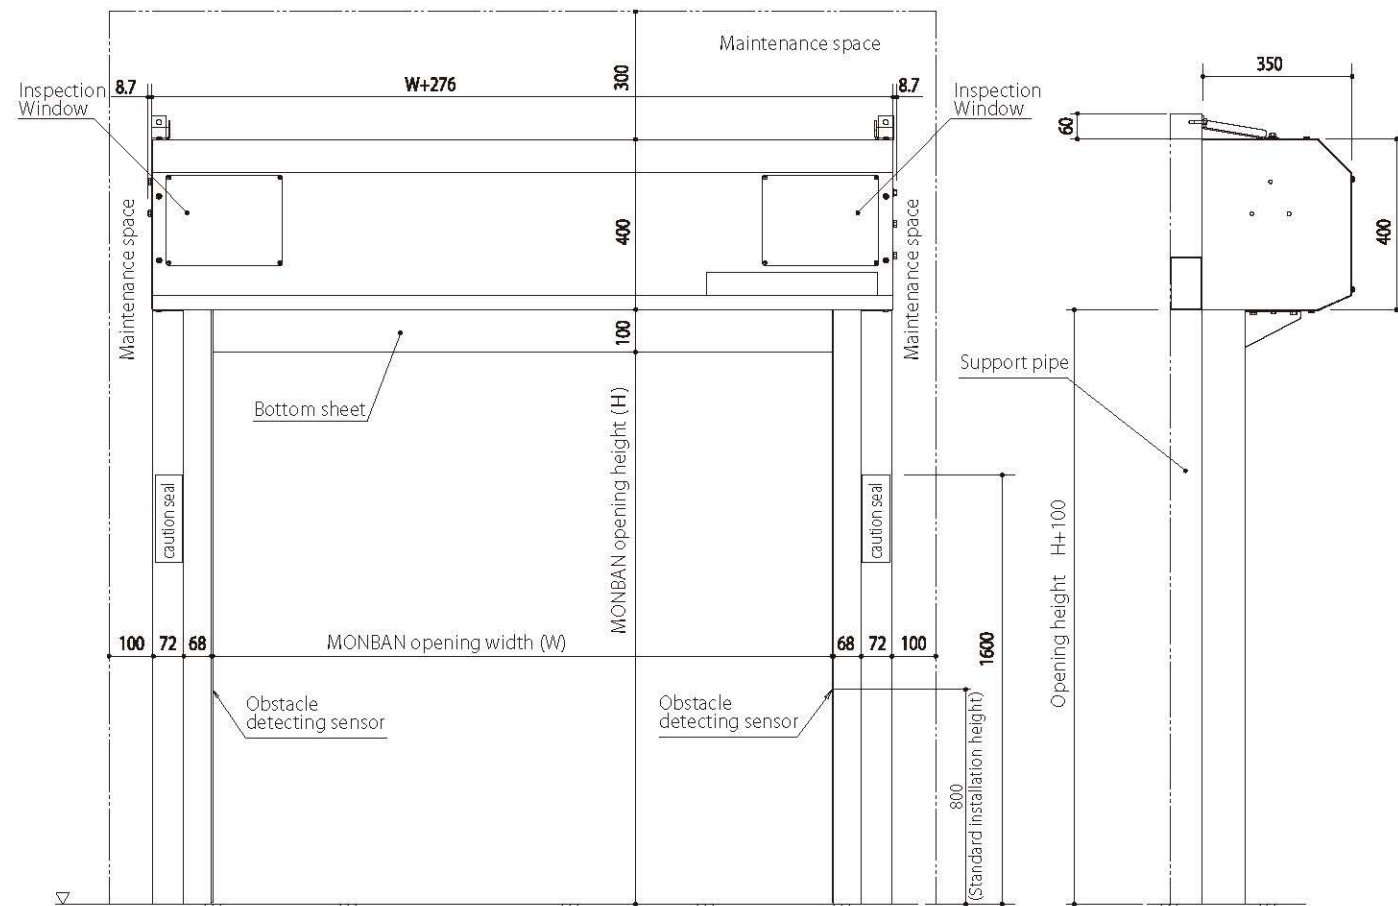 Maintenance space
350
Inspection
Window
8.7
W+276
300
8.7
Inspection
Window
60
Maintenance space
400
Maintenance space
400
100
Bottom sheet
MONBAN opening height (H)
Support pipe
caution seal
caution seal
Opening height H+100
100
72
68
MONBAN opening width (W)
68
72
100
1600
Obstacle
detecting sensor
Obstacle
detecting sensor
800
(Standard installation height)